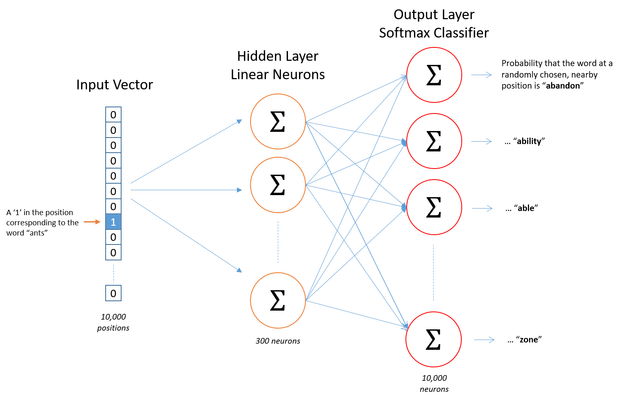 Output Layer
Softmax Classifier
Hidden Layer
Linear Neurons
Input Vector
0
0
0
0
0
0
0
1
0
0
0
A ‘1’ in the position
corresponding to the
word “ants”
10,000
positions
Σ
Σ
Σ
300 neurons
Σ
Σ
Σ
Σ
10,000
neurons
Probability that the word at a
randomly chosen, nearby
position is “abandon”
... “ability”
... “able”
... “zone”